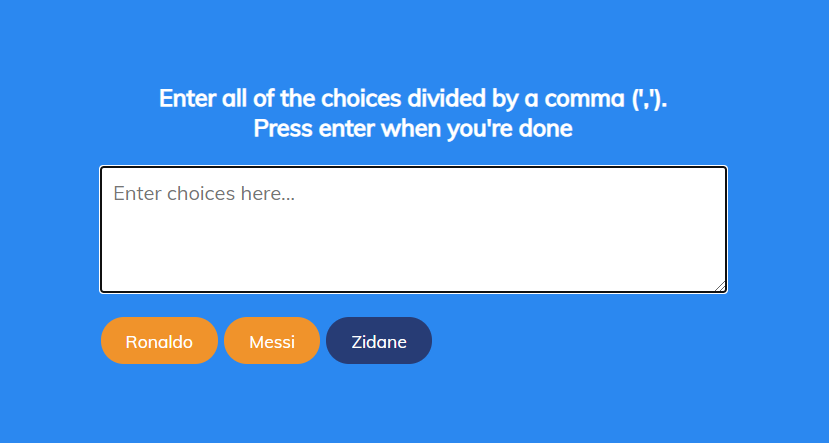 Enter all of the choices divided by a comma (',').
Press enter when you're done
Enter choices here...
Ronaldo Messi Zidane